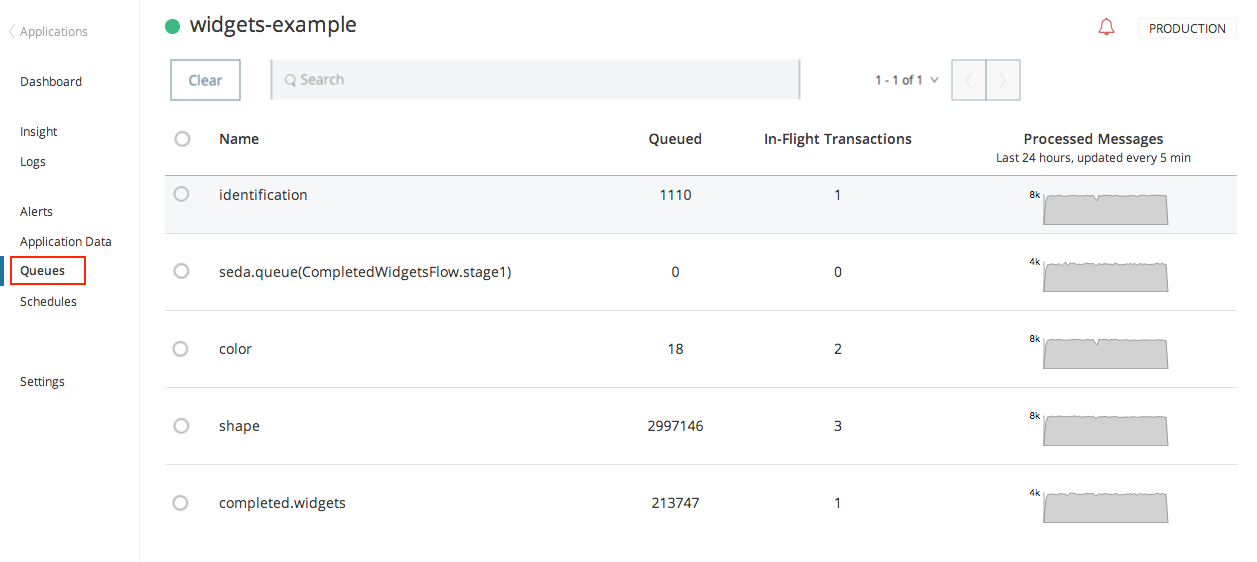 Applications
widgets-example
PRODUCTION
Dashboard
Clear
Search
1 - 1 of 1
Insight
Logs
Alerts
Application Data
Queues
Schedules
Settings
Name Queued In-Flight Transactions Processed Messages
Last 24 hours, updated every 5 min
identification 1110 1 8k
seda.queue(CompletedWidgetsFlow.stage1) 0 0 4k
color 18 2 8k
shape 2997146 3 8k
completed.widgets 213747 1 4k